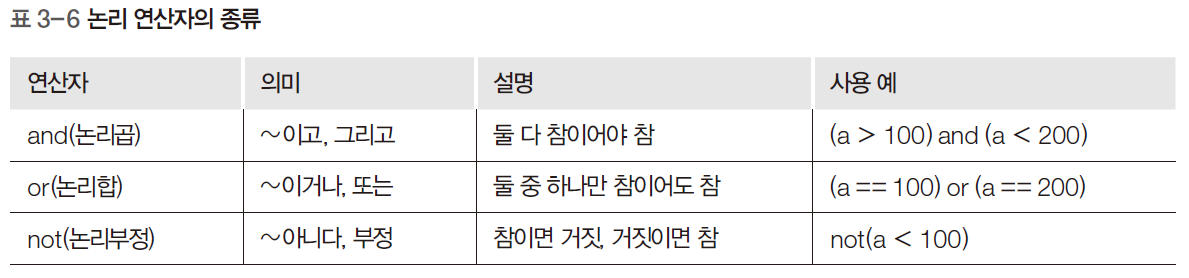 표 3-6 논리 연산자의 종류
연산자 의미 설명 사용 예
and(논리곱) ~이고, 그리고 둘 다 참이어야 참 (a > 100) and (a < 200)
or(논리합) ~이거나, 또는 둘 중 하나만 참이어도 참 (a == 100) or (a == 200)
not(논리부정) ~아니다, 부정 참이면 거짓, 거짓이면 참 not(a < 100)